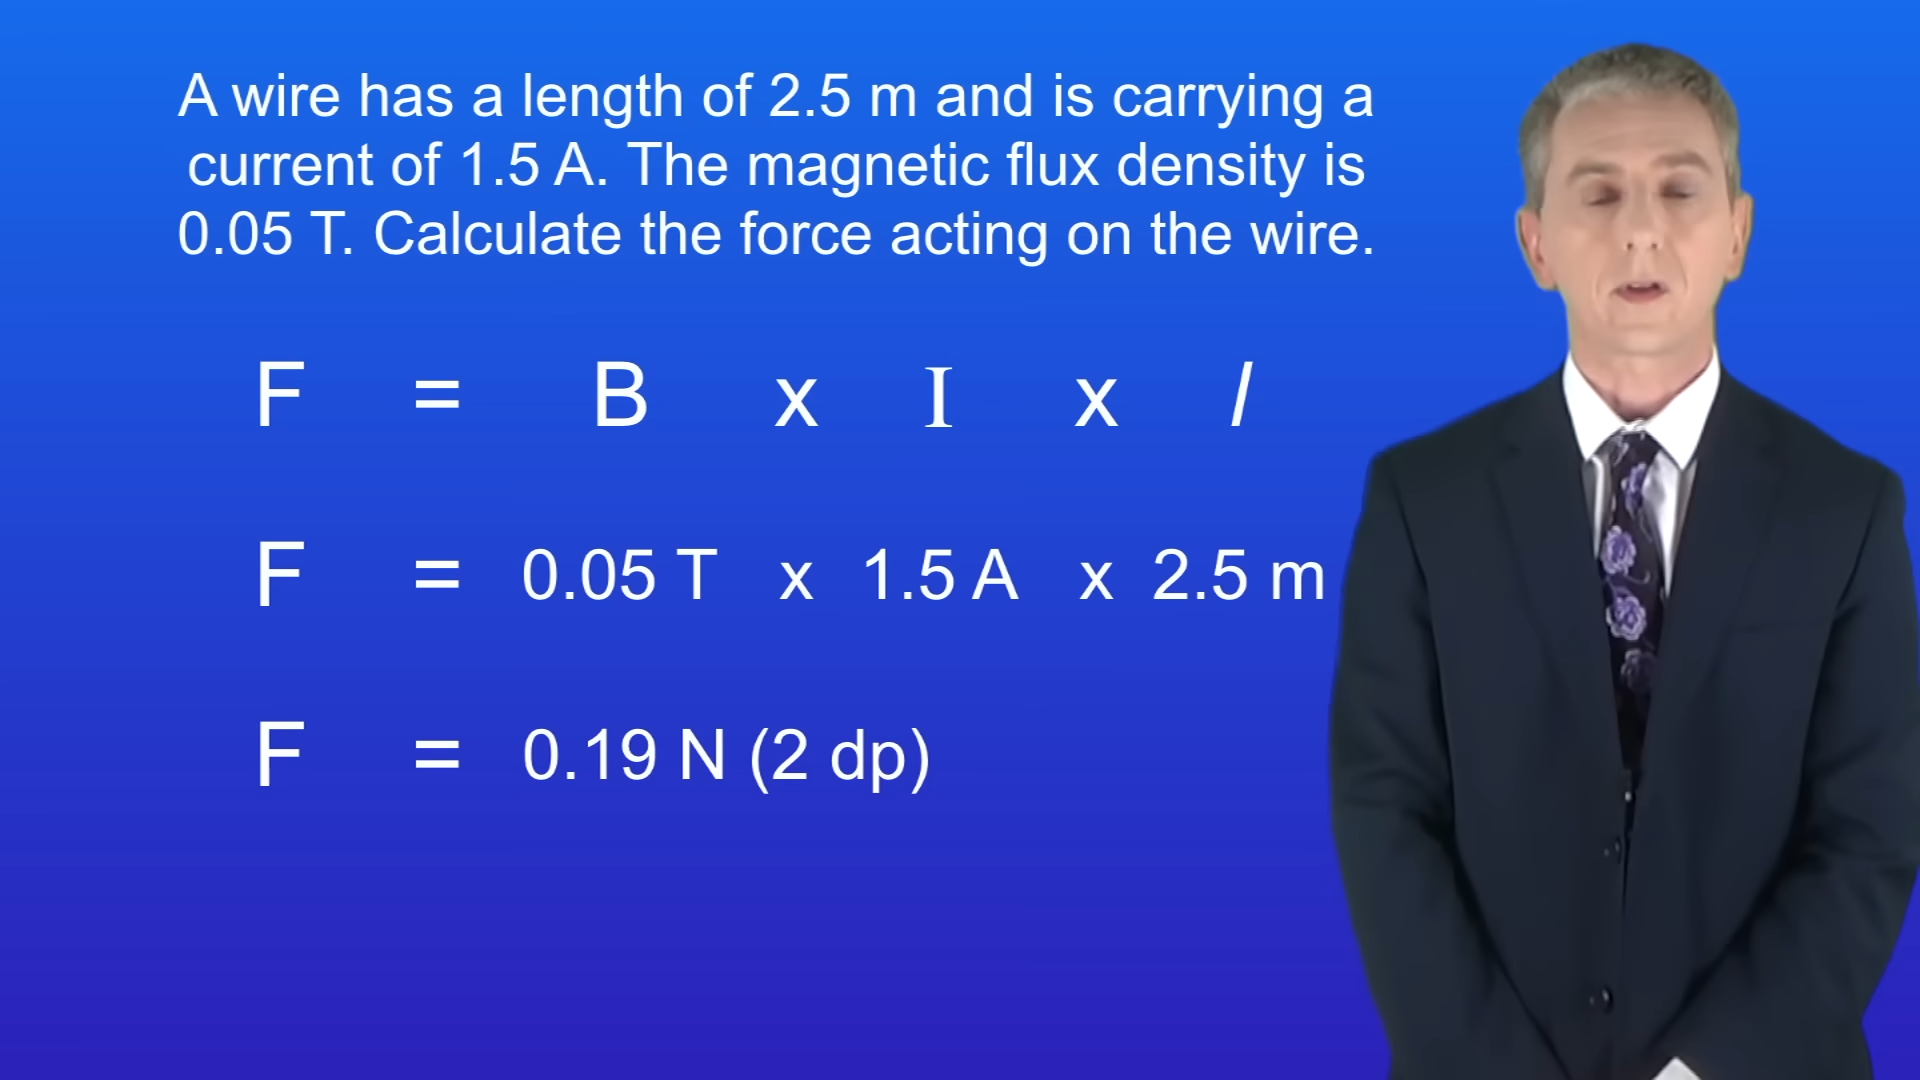 A wire has a length of 2.5 m and is carrying a
current of 1.5 A. The magnetic flux density is
0.05 T. Calculate the force acting on the wire.
F = B x I x l
F = 0.05 T x 1.5 A x 2.5 m
F = 0.19 N (2 dp)